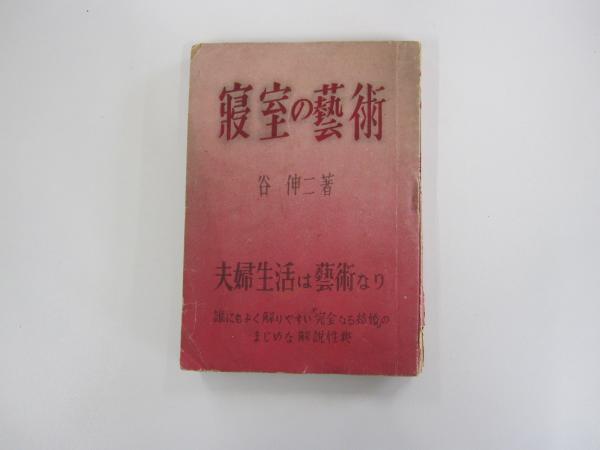 寢室の藝術
谷 伸二著
夫婦生活は藝術なり
誰にもよく解りやすい『完全なる結婚』の
まじめな解説性典